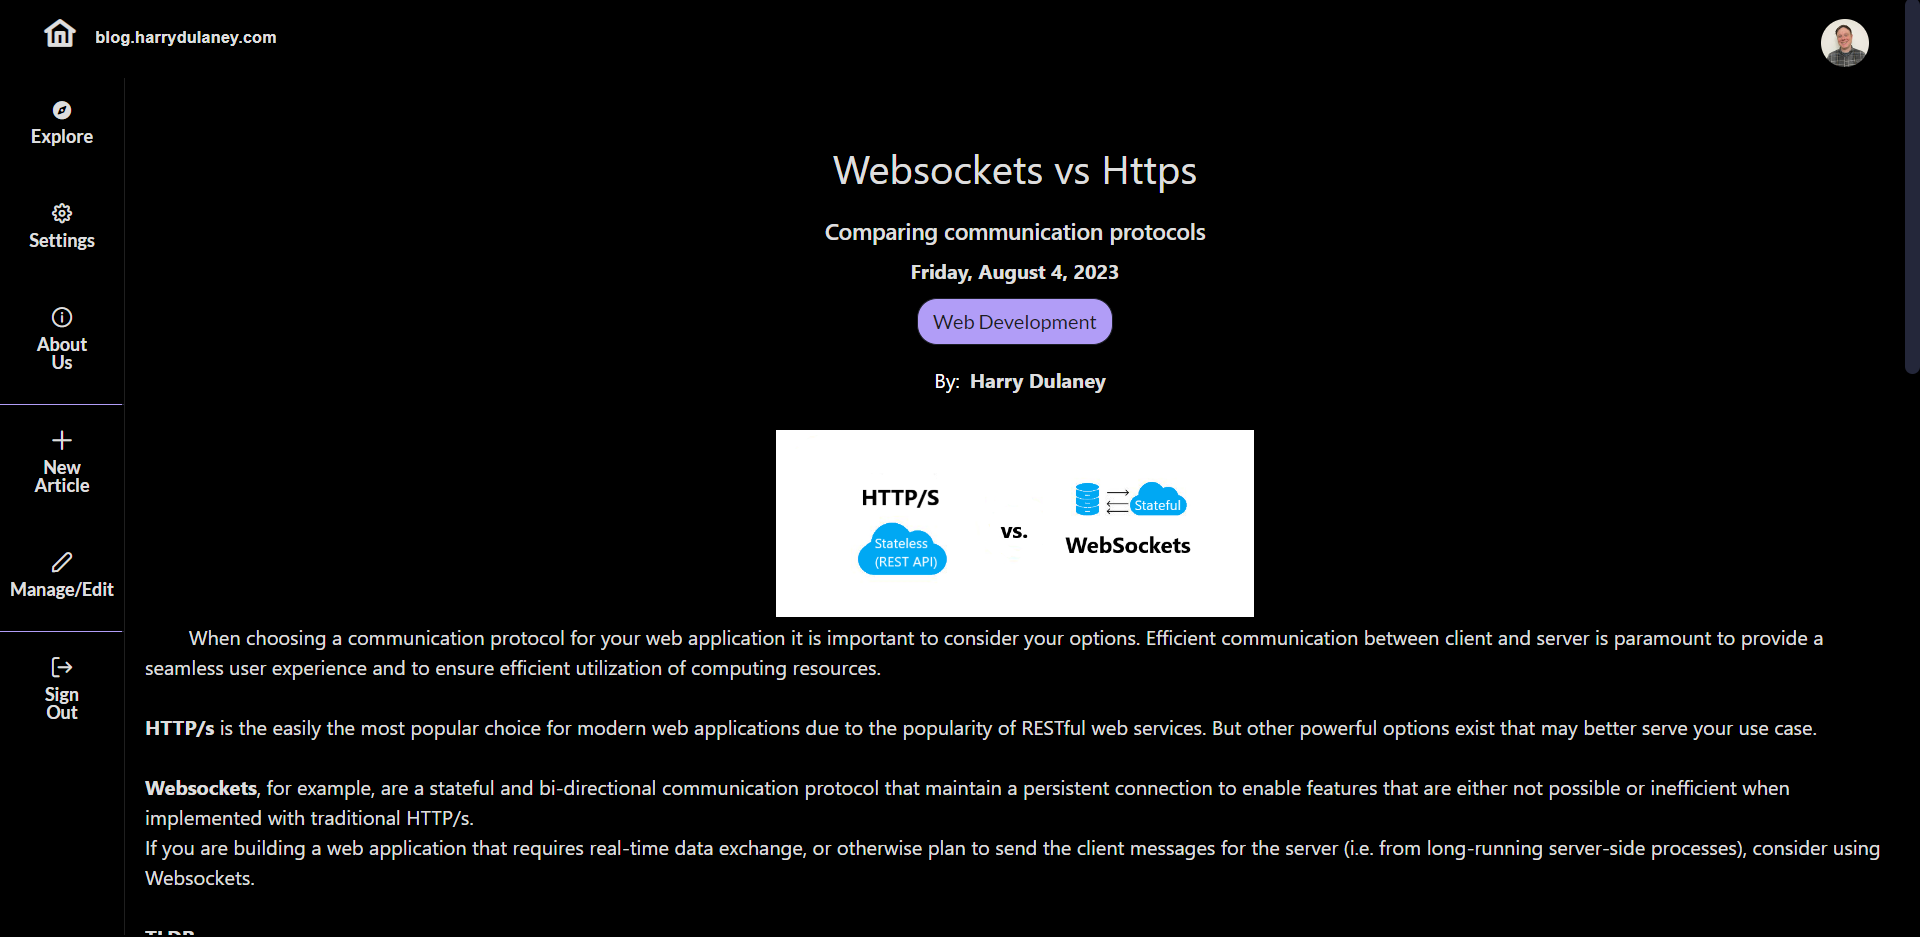 blog.harrydulaney.com
Explore
Settings
About
Us
New
Article
Manage/Edit
Sign
Out
Websockets vs Https
Comparing communication protocols
Friday, August 4, 2023
Web Development
By: Harry Dulaney
HTTP/S
Stateless
(REST API)
vs.
Stateful
WebSockets
When choosing a communication protocol for your web application it is important to consider your options. Efficient communication between client and server is paramount to provide a
seamless user experience and to ensure efficient utilization of computing resources.
HTTP/s is the easily the most popular choice for modern web applications due to the popularity of RESTful web services. But other powerful options exist that may better serve your use case.
Websockets, for example, are a stateful and bi-directional communication protocol that maintain a persistent connection to enable features that are either not possible or inefficient when
implemented with traditional HTTP/s.
If you are building a web application that requires real-time data exchange, or otherwise plan to send the client messages for the server (i.e. from long-running server-side processes), consider using
Websockets.